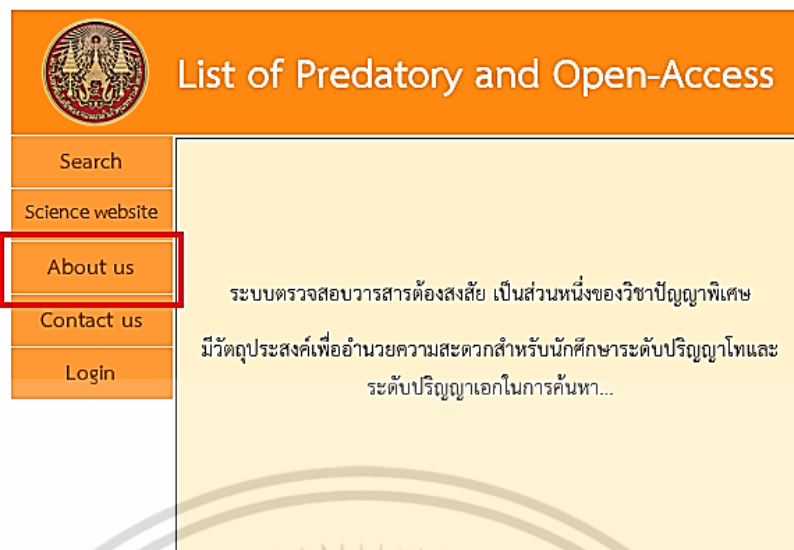 List of Predatory and Open-Access
Search
Science website
About us
Contact us
Login
ระบบตรวจสอบวารสารต้องสงสัย เป็นส่วนหนึ่งของวิชาปัญญาพิเศษ
มีวัตถุประสงค์เพื่ออำนวยความสะดวกสำหรับนักศึกษาระดับปริญญาโทและ
ระดับปริญญาเอกในการค้นหา...